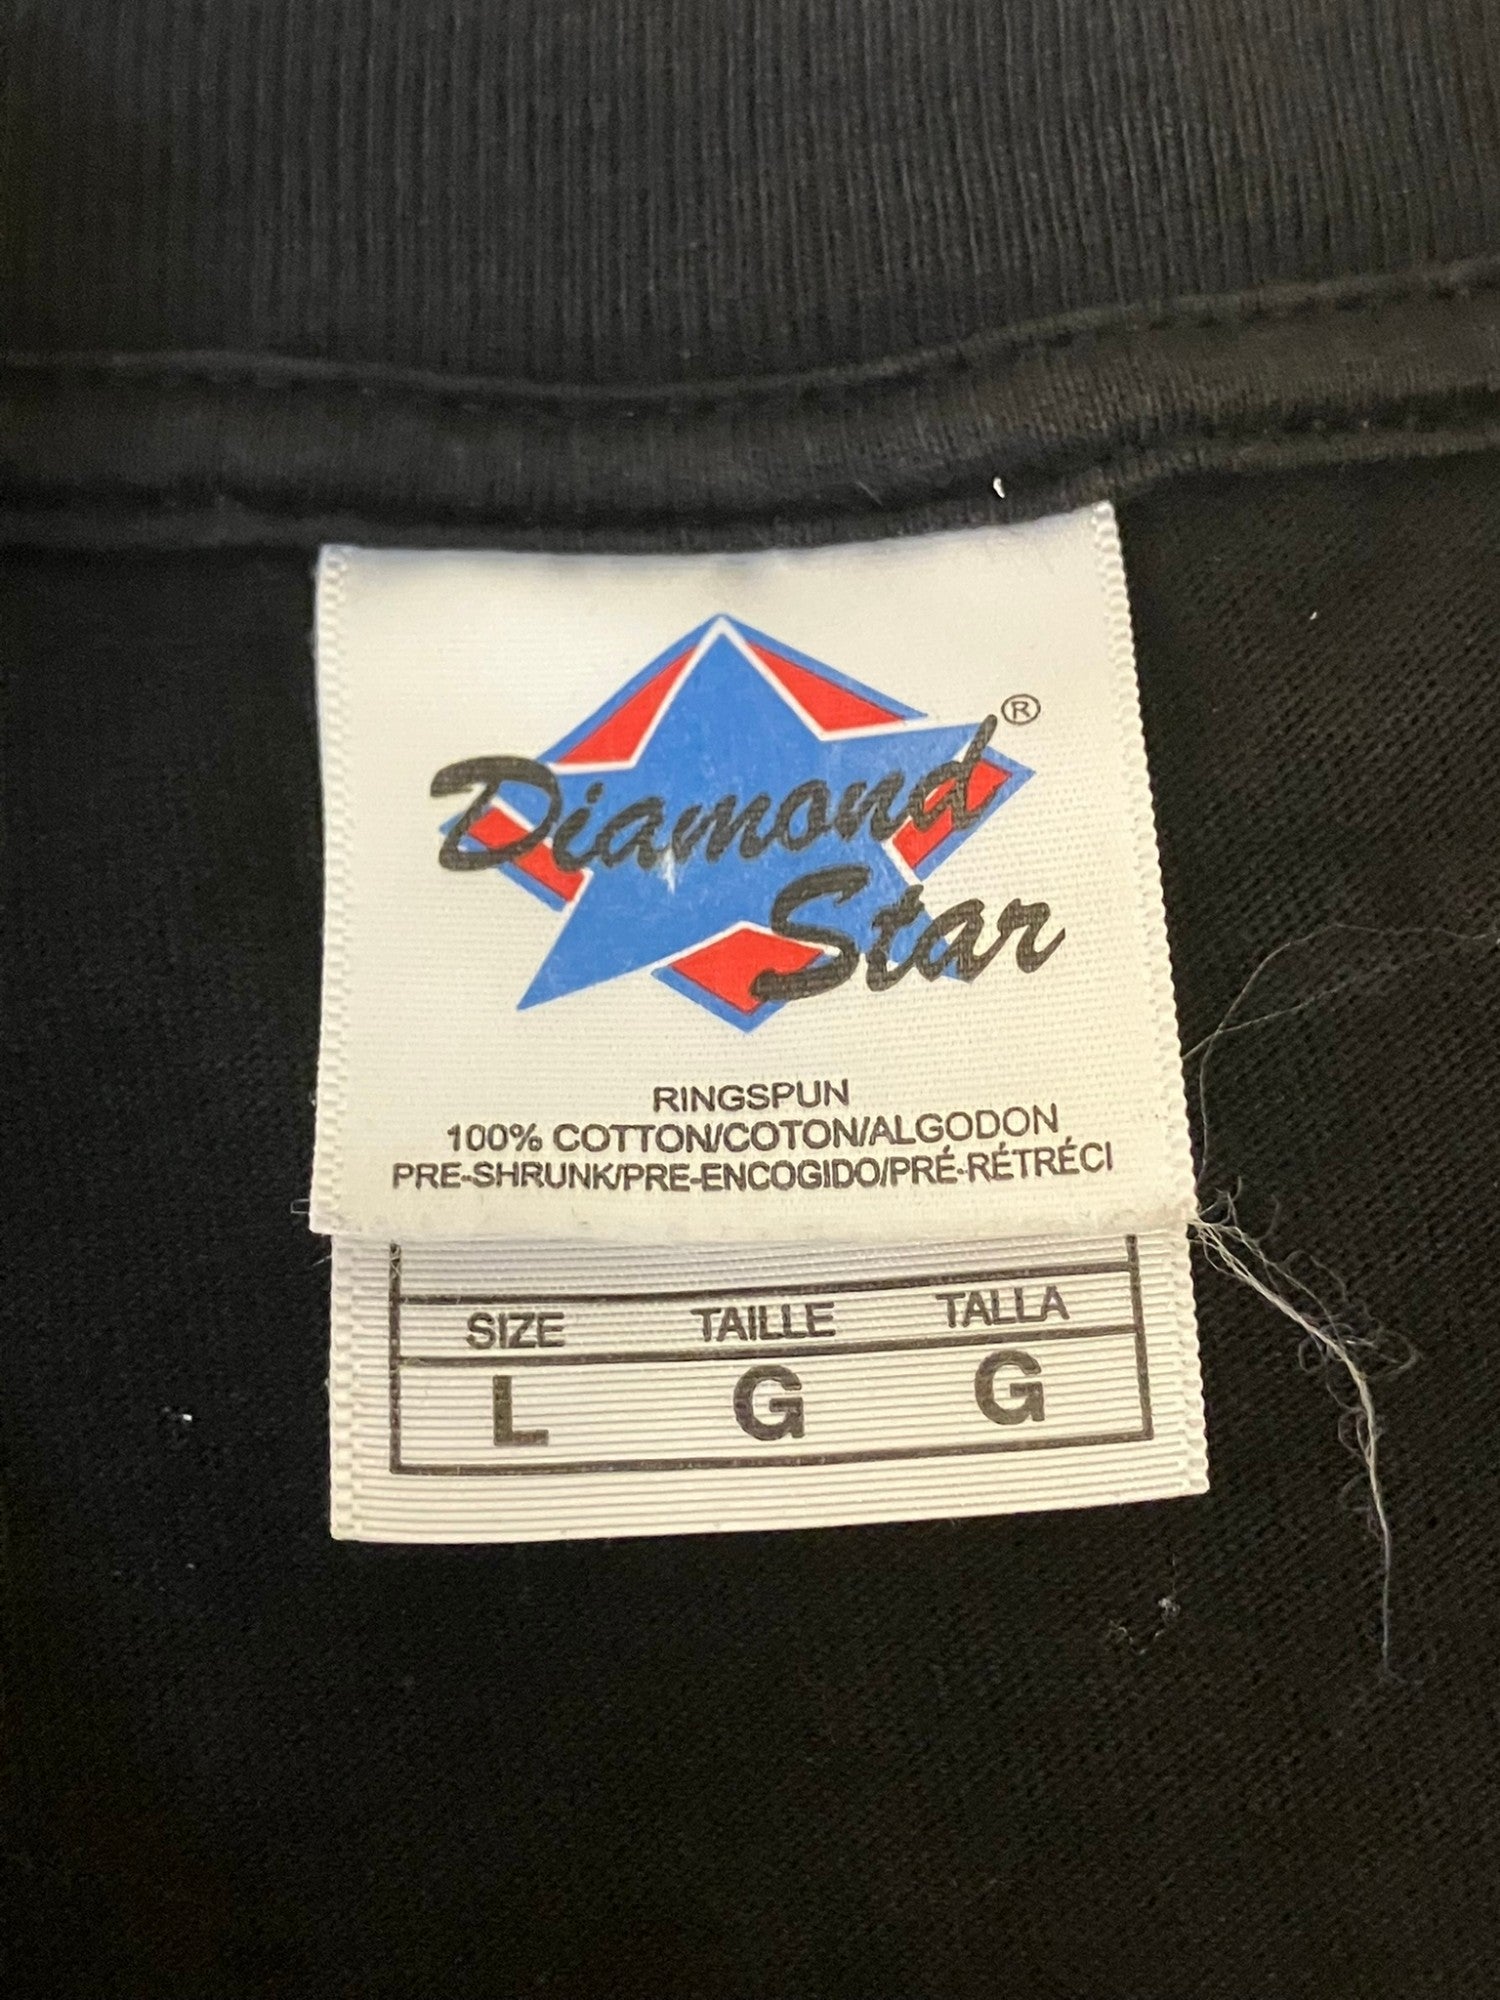 Diamond ®
Star
RINGSPUN
100% COTTON/COTON/ALGODON
PRE-SHRUNK/PRE-ENCOGIDO/PRÉ-RÉTRÉCI
SIZE TAILLE TALLA
L G G